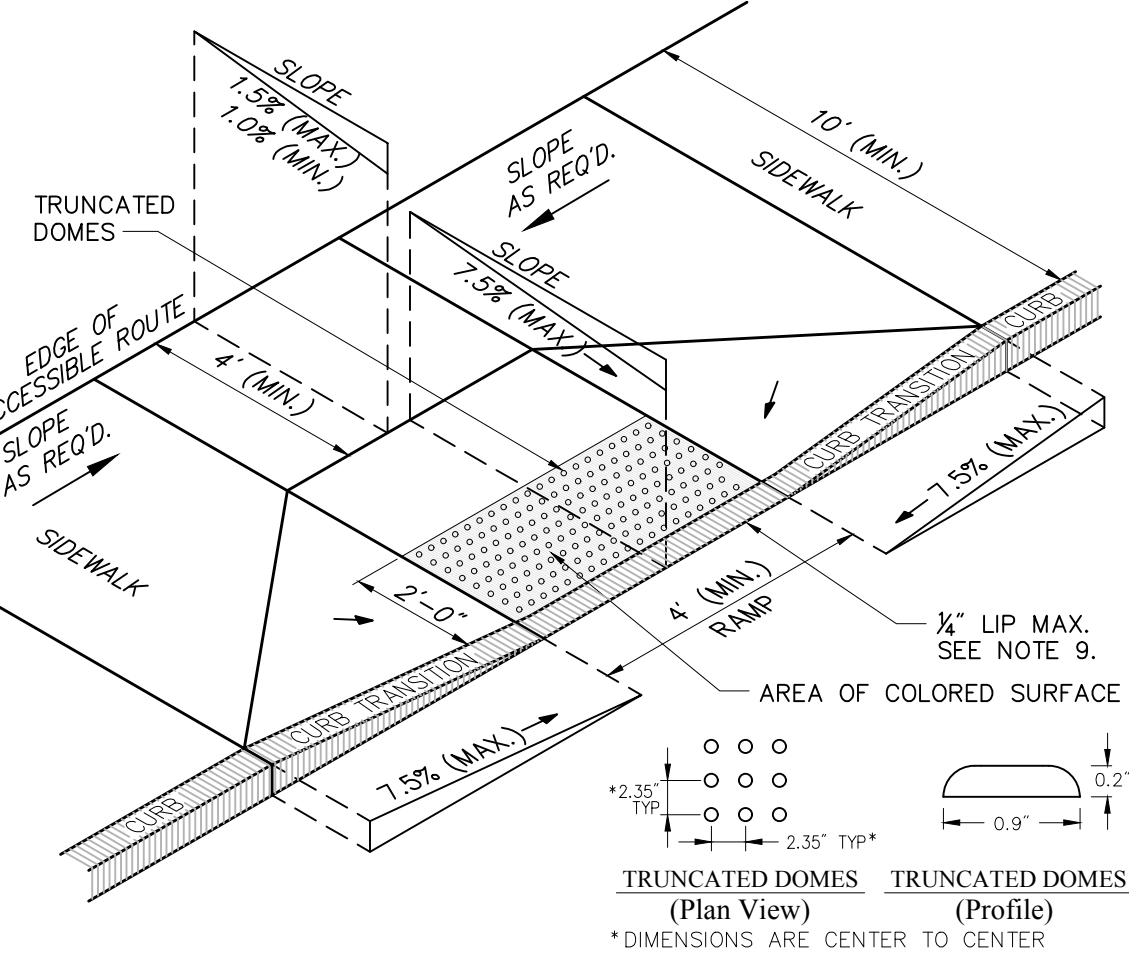 SLOPE
1.5% (MAX.)
1.0% (MIN.)
10' (MIN.)
SLOPE
AS REQ'D.
SIDEWALK
TRUNCATED
DOMES
SLOPE
7.5% (MAX.)
EDGE OF
CCESSIBLE ROUTE
4' (MIN.)
CURB
CURB TRANSITION
SLOPE
AS REQ'D.
7.5% (MAX.)
SIDEWALK
2'-0"
4' (MIN.)
RAMP
¼" LIP MAX.
SEE NOTE 9.
CURB TRANSITION
AREA OF COLORED SURFACE
7.5% (MAX.)
CURB
*2.35"
TYP
2.35" TYP*
0.2"
0.9"
TRUNCATED DOMES
(Plan View)
TRUNCATED DOMES
(Profile)
*DIMENSIONS ARE CENTER TO CENTER